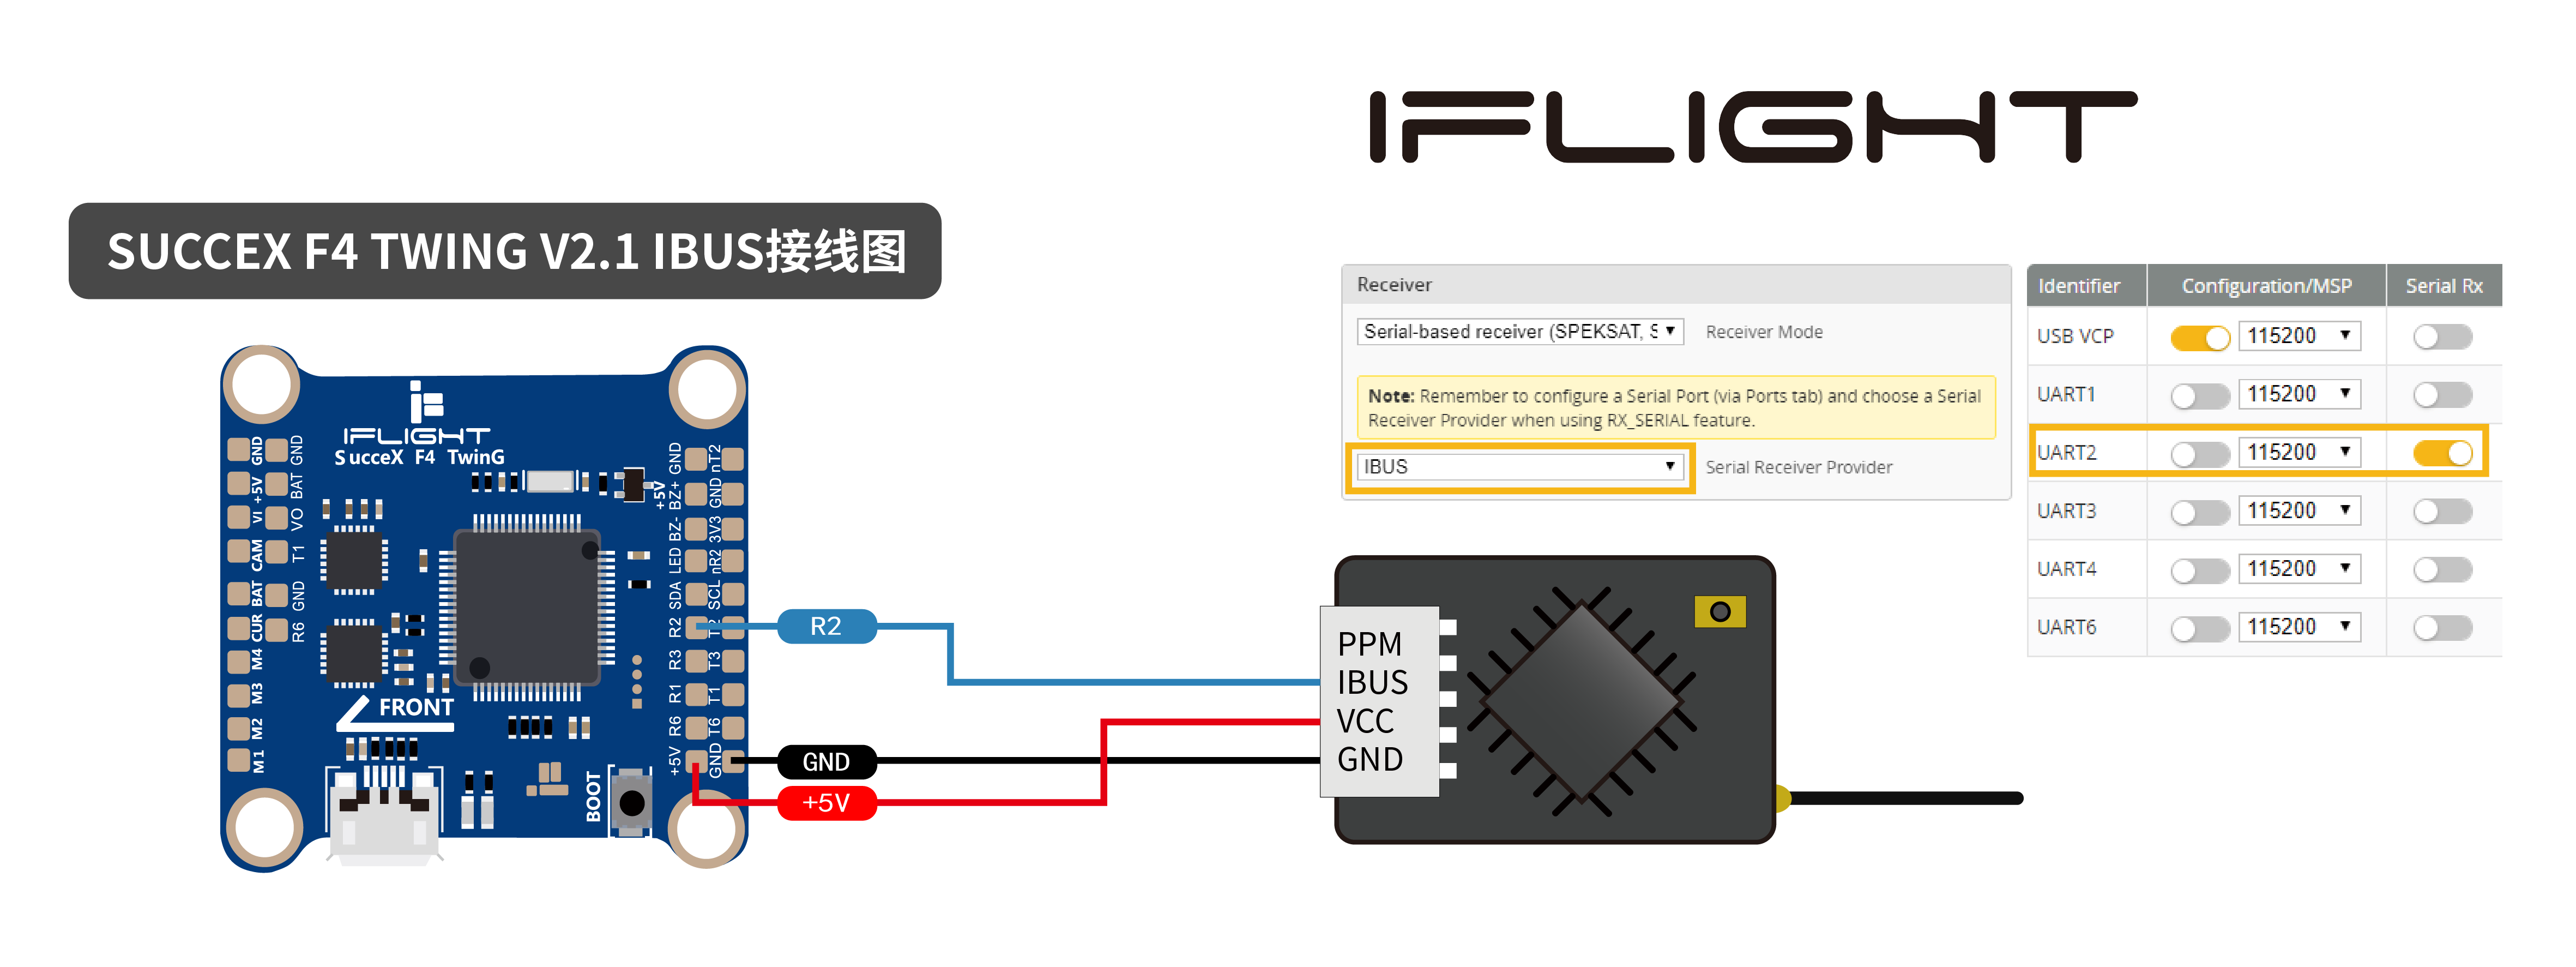 IFLIGHT
SUCCEX F4 TWING V2.1 IBUS接线图
Receiver
Serial-based receiver (SPEKSAT, S
Receiver Mode
Note: Remember to configure a Serial Port (via Ports tab) and choose a Serial
Receiver Provider when using RX_SERIAL feature.
IBUS
Serial Receiver Provider
Identifier Configuration/MSP Serial Rx
USB VCP 115200
UART1 115200
UART2 115200
UART3 115200
UART4 115200
UART6 115200
IFLIGHT
SucceX F4 TwinG
GND GND
+5V BAT
VI VO
CAM T1
BAT GND
CUR R6
M4
M3
M2
M1
FRONT
BOOT
+5V
GND nT2
BZ+ GND
BZ- 3V3
LED nR2
SDA SCL
R2 T2
R3 T3
R1 T1
R6 T6
+5V GND
R2
GND
+5V
PPM
IBUS
VCC
GND